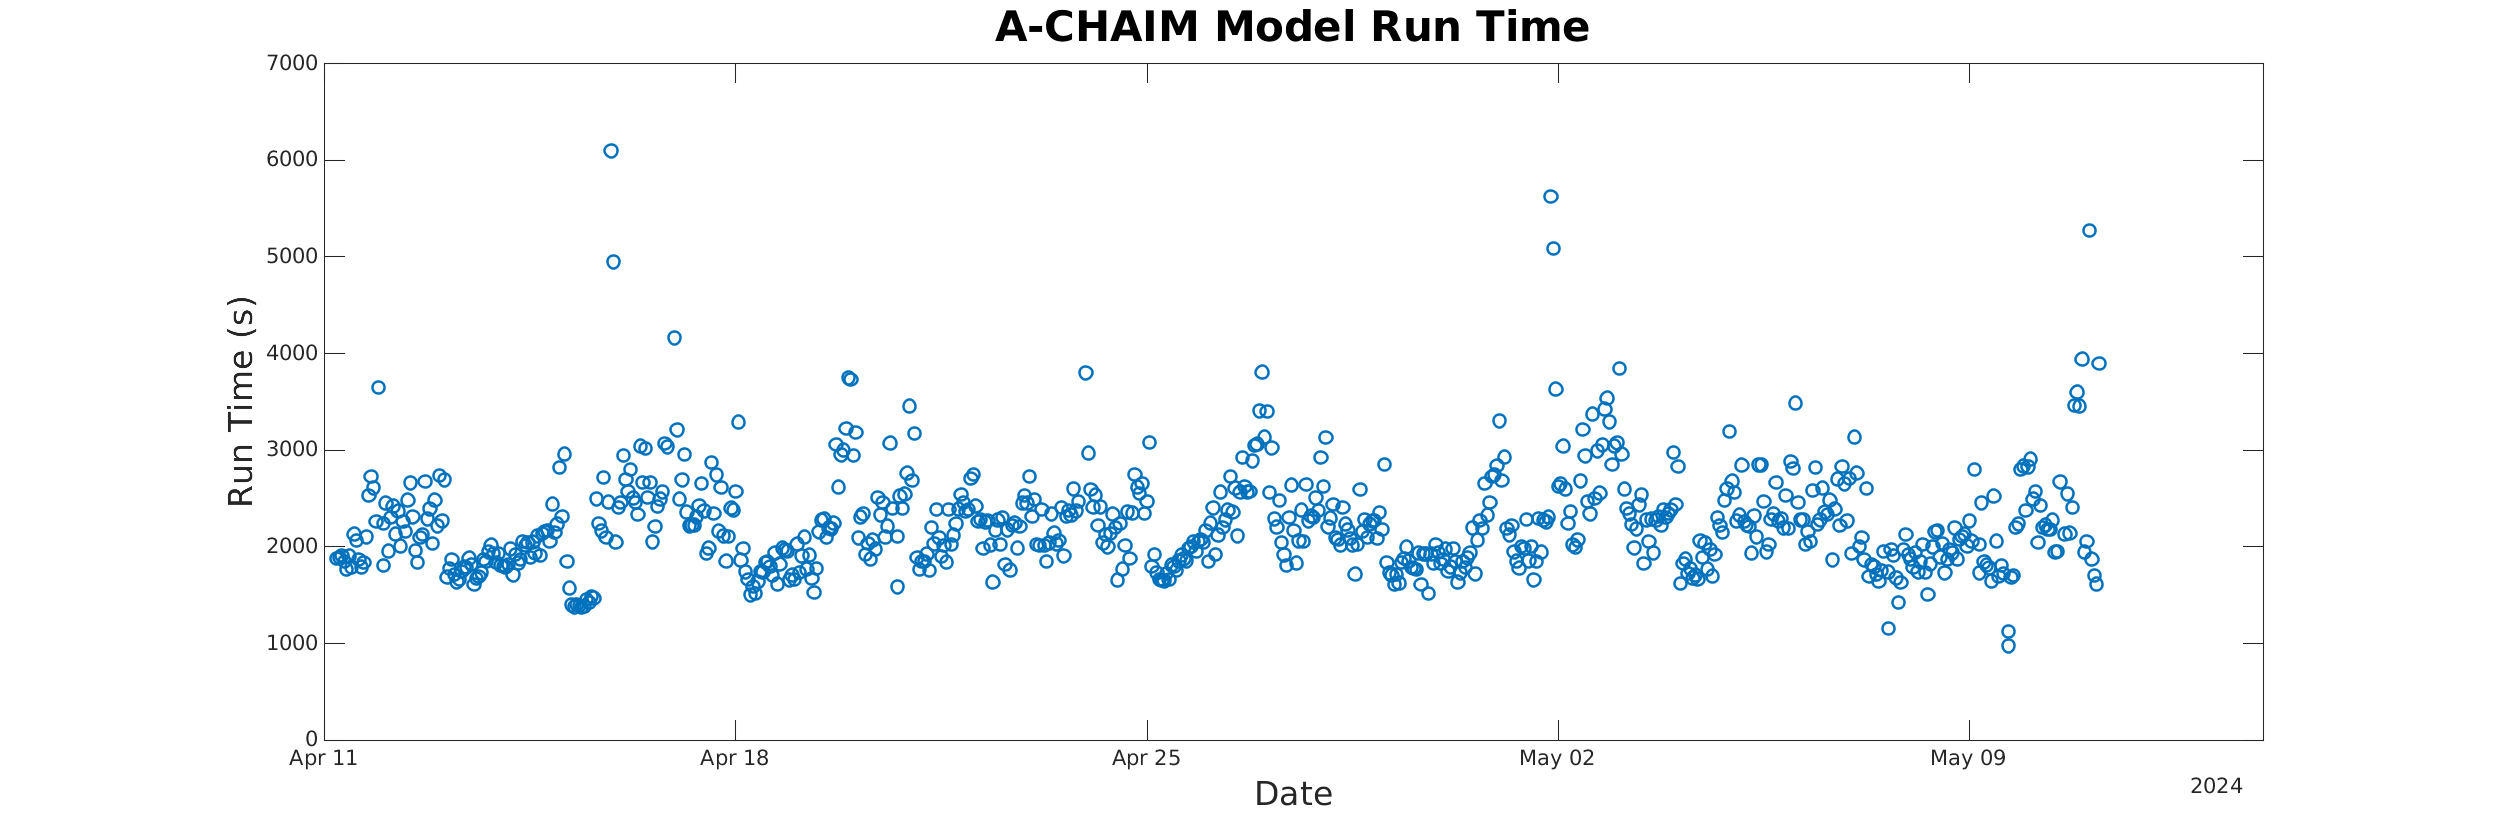 A-CHAIM Model Run Time
7000
6000
5000
4000
3000
2000
1000
0
Run Time (s)
Apr 11
Apr 18
Apr 25
May 02
May 09
2024
Date